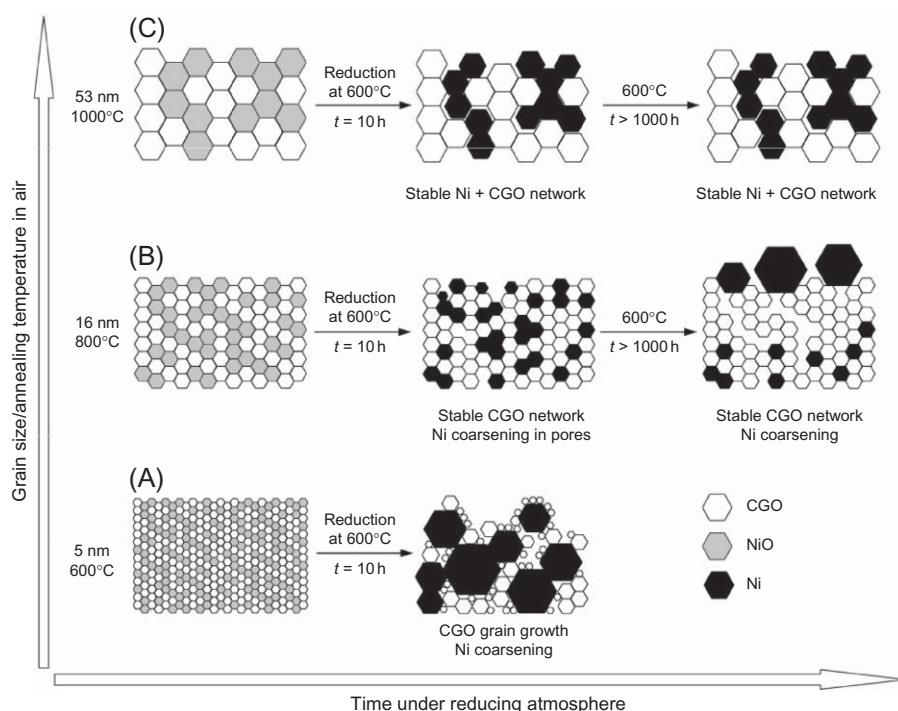 (C)
53 nm
1000°C
Reduction
at 600°C
t = 10 h
600°C
t > 1000 h
Stable Ni + CGO network
Stable Ni + CGO network
(B)
16 nm
800°C
Reduction
at 600°C
t = 10 h
600°C
t > 1000 h
Stable CGO network
Ni coarsening in pores
Stable CGO network
Ni coarsening
(A)
5 nm
600°C
Reduction
at 600°C
t = 10 h
CGO grain growth
Ni coarsening
CGO
NiO
Ni
Grain size/annealing temperature in air
Time under reducing atmosphere